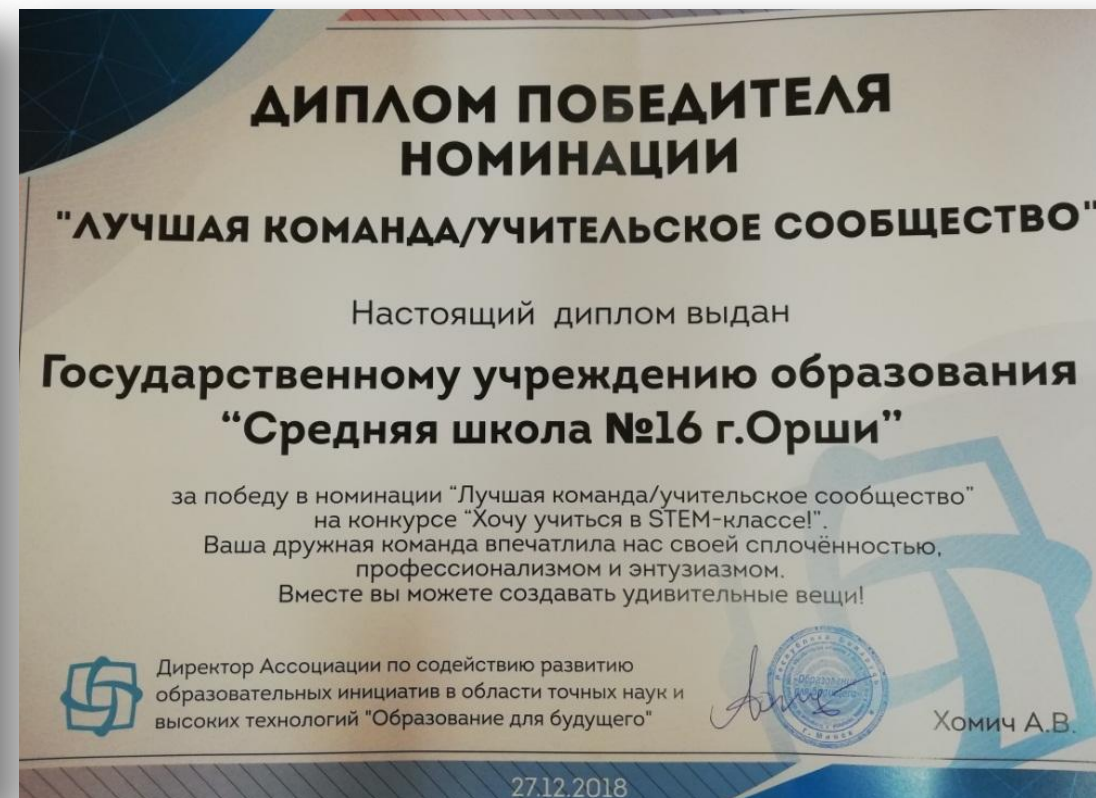 ДИПЛОМ ПОБЕДИТЕЛЯ
НОМИНАЦИИ
"ЛУЧШАЯ КОМАНДА/УЧИТЕЛЬСКОЕ СООБЩЕСТВО"
Настоящий диплом выдан
Государственному учреждению образования
“Средняя школа №16 г.Орши”
за победу в номинации “Лучшая команда/учительское сообщество”
на конкурсе “Хочу учиться в STEM-классе!”.
Ваша дружная команда впечатлила нас своей сплочённостью,
профессионализмом и энтузиазмом.
Вместе вы можете создавать удивительные вещи!
Директор Ассоциации по содействию развитию
образовательных инициатив в области точных наук и
высоких технологий "Образование для будущего"
Хомич А.В.
27.12.2018